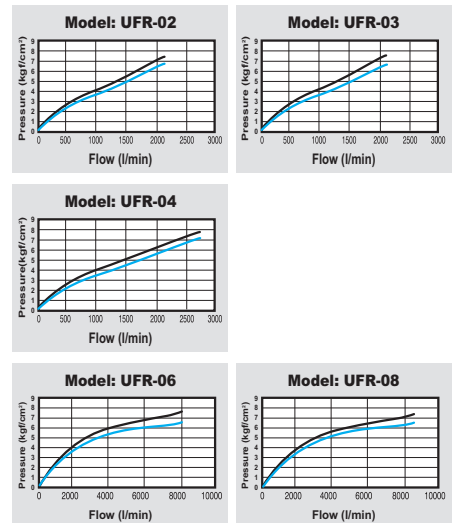 Model: UFR-02
Pressure (kgf/cm²)
9
8
7
6
5
4
3
2
1
0
0 500 1000 1500 2000 2500 3000
Flow (l/min)
Model: UFR-03
Pressure (kgf/cm²)
9
8
7
6
5
4
3
2
1
0
0 500 1000 1500 2000 2500 3000
Flow (l/min)
Model: UFR-04
Pressure(kgf/cm²)
9
8
7
6
5
4
3
2
1
0
0 500 1000 1500 2000 2500 3000
Flow (l/min)
Model: UFR-06
Pressure (kgf/cm²)
9
8
7
6
5
4
3
2
1
0
0 2000 4000 6000 8000 10000
Flow (l/min)
Model: UFR-08
Pressure (kgf/cm²)
9
8
7
6
5
4
3
2
1
0
0 2000 4000 6000 8000 10000
Flow (l/min)